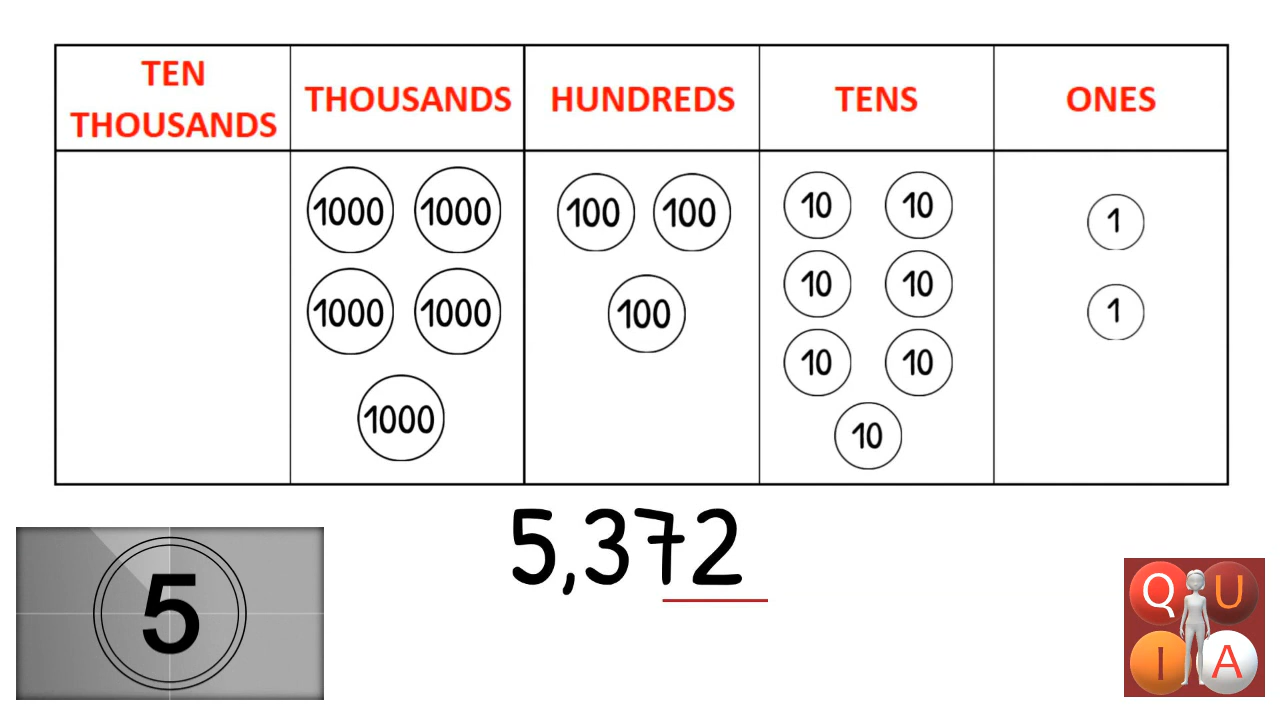 TEN THOUSANDS
THOUSANDS
HUNDREDS
TENS
ONES
1000 1000
1000 1000
1000
100 100
100
10 10
10 10
10 10
10
1
1
5,372
5
Q U
I A